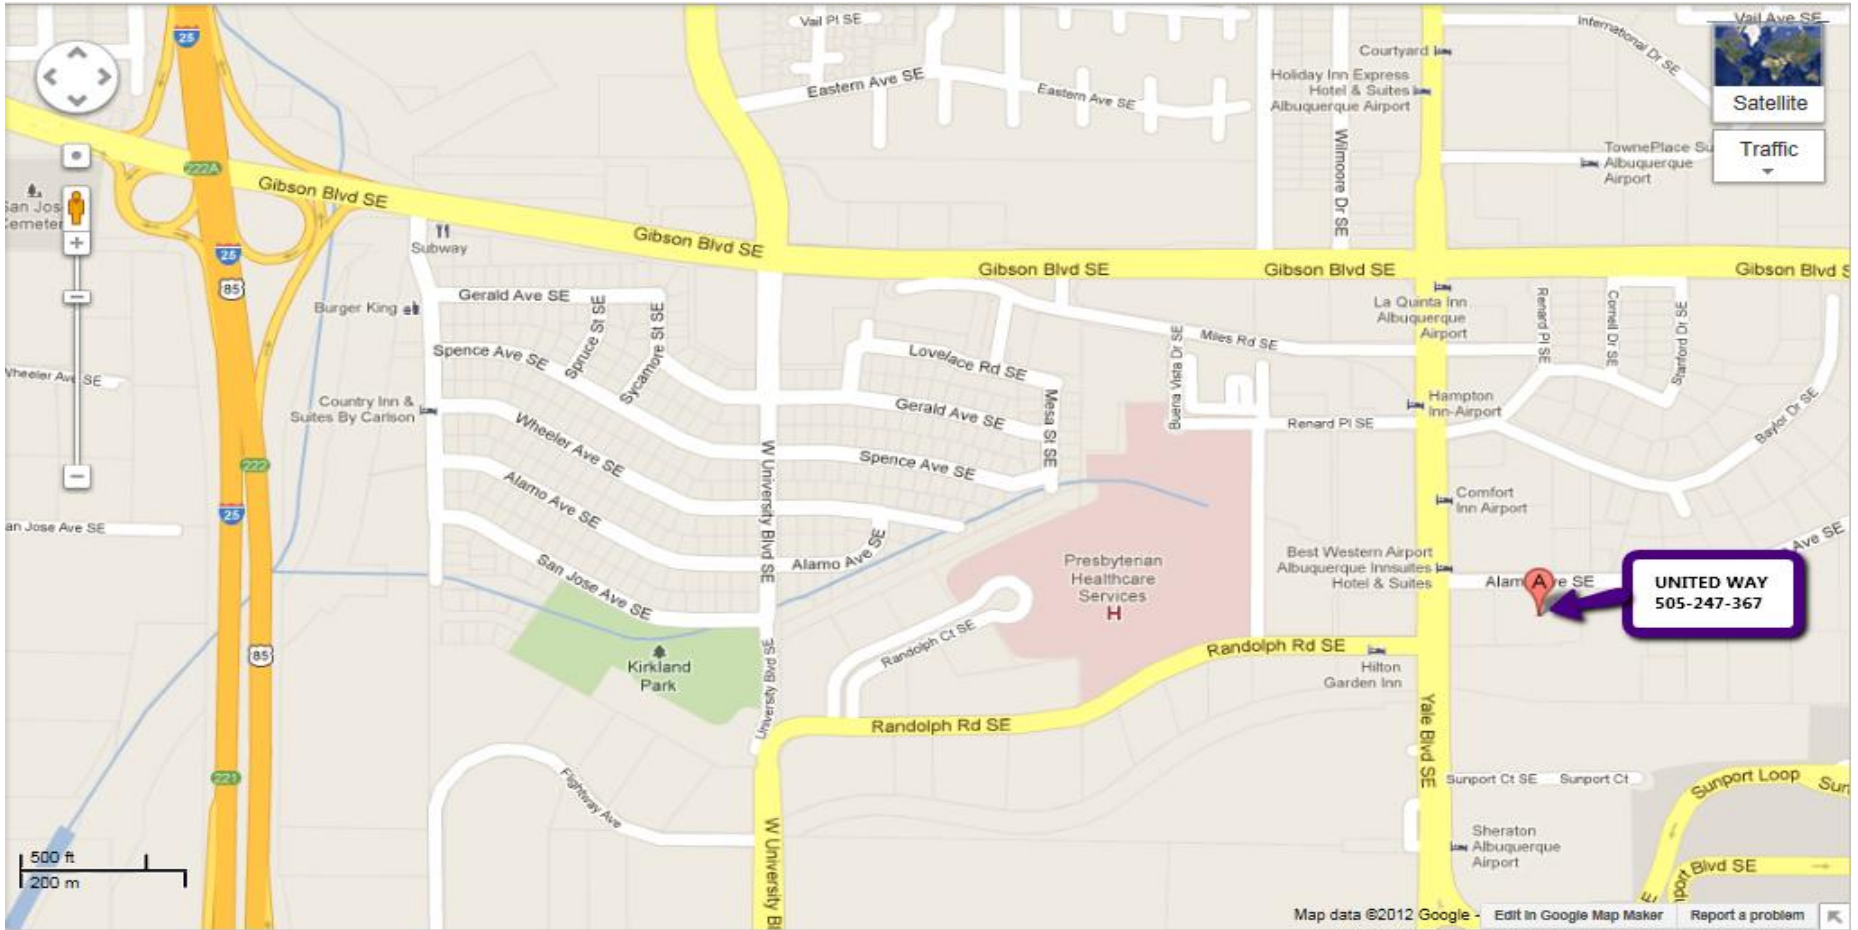 25
Vail Pl SE
Courtyard
International Dr SE
Vail Ave SE
Eastern Ave SE
Eastern Ave SE
Holiday Inn Express
Hotel & Suites
Albuquerque Airport
Satellite
Traffic
222A
Gibson Blvd SE
Wilmoore Dr SE
TownePlace Su
Albuquerque
Airport
San Jos
Cemeter
Subway
Gibson Blvd SE
25
85
Gibson Blvd SE
Gibson Blvd SE
Gibson Blvd S
Gerald Ave SE
Burger King
Spruce St SE
Sycamore St SE
La Quinta Inn
Albuquerque
Airport
Renard Pl SE
Cornell Dr SE
Stanford Dr SE
Miles Rd SE
Buena Vista Dr SE
Spence Ave SE
Lovelace Rd SE
Wheeler Ave SE
Country Inn &
Suites By Carlson
Gerald Ave SE
Mesa St SE
Hampton
Inn-Airport
Renard Pl SE
Baylor Dr SE
Wheeler Ave SE
W University Blvd SE
Spence Ave SE
222
Alamo Ave SE
25
Comfort
Inn Airport
an Jose Ave SE
Ave SE
Alamo Ave SE
San Jose Ave SE
Presbyterian
Healthcare
Services
H
Best Western Airport
Albuquerque Innsuites
Hotel & Suites
Alam
A
ve SE
UNITED WAY
505-247-367
Randolph Ct SE
Randolph Rd SE
85
Kirkland
Park
University Blvd SE
Hilton
Garden Inn
Randolph Rd SE
Yale Blvd SE
221
Flightway Ave
Sunport Ct SE
Sunport Ct
Sunport Loop
Sun
W University Bl
Sheraton
Albuquerque
Airport
port
Blvd SE
E
500 ft
200 m
Map data ©2012 Google -
Edit in Google Map Maker
Report a problem